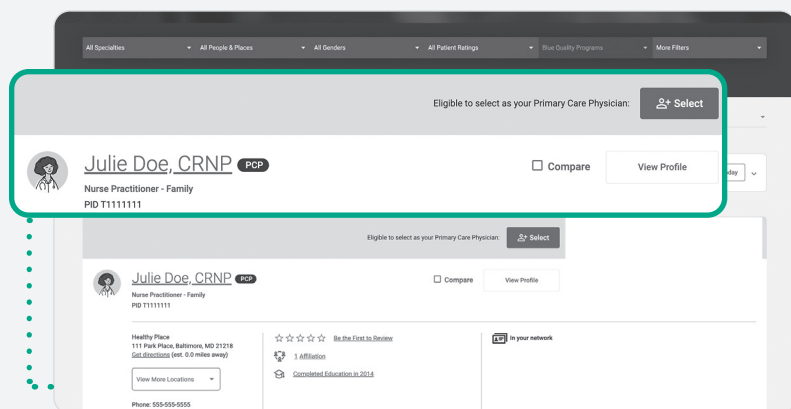 All Specialties All People & Places All Genders All Patient Ratings Blue Quality Programs More Filters
Eligible to select as your Primary Care Physician: Select
Julie Doe, CRNP PCP Compare View Profile
Nurse Practitioner - Family
PID T1111111
Eligible to select as your Primary Care Physician: Select
Julie Doe, CRNP PCP Compare View Profile
Nurse Practitioner - Family
PID T1111111
Healthy Place Be the First to Review In your network
111 Park Place, Baltimore, MD 21218
Get directions (est. 0.0 miles away) 1 Affiliation
Completed Education in 2014
View More Locations
Phone: 555-555-5555